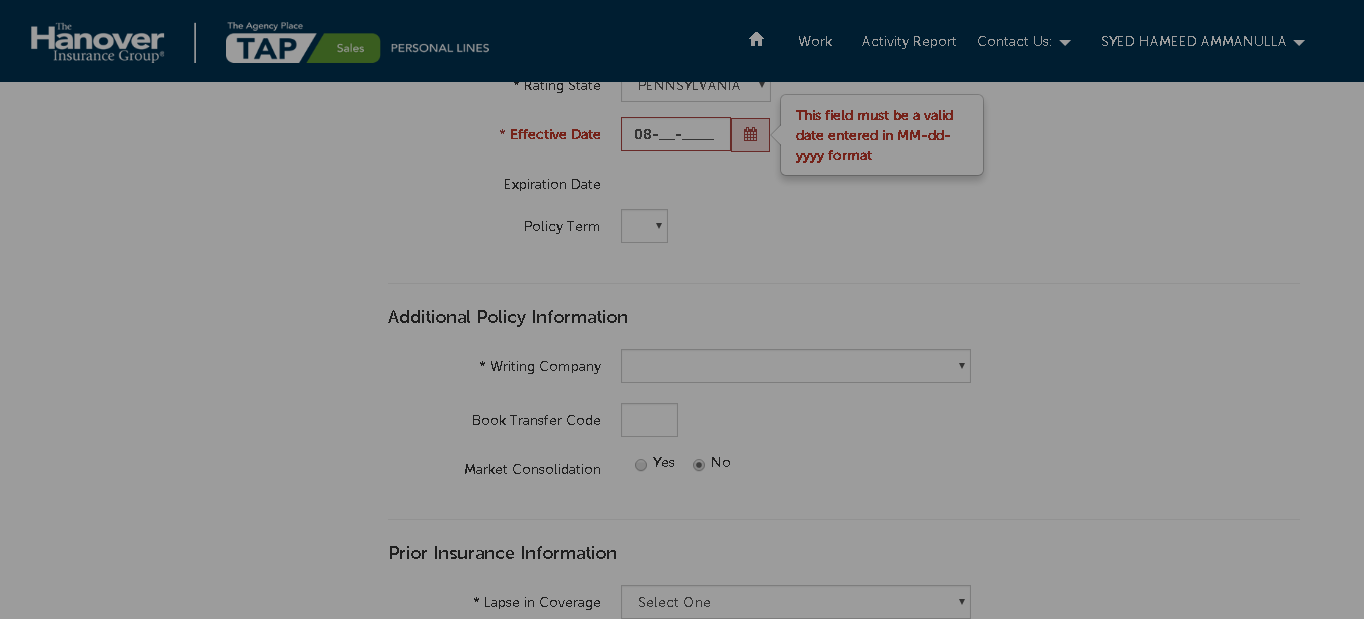 The
Hanover
Insurance Group®
The Agency Place
TAP Sales PERSONAL LINES
Work Activity Report Contact Us: SYED HAMEED AMMANULLA
* Rating State PENNSYLVANIA
* Effective Date 08-__-____
This field must be a valid
date entered in MM-dd-
yyyy format
Expiration Date
Policy Term
Additional Policy Information
* Writing Company
Book Transfer Code
Market Consolidation Yes No
Prior Insurance Information
* Lapse in Coverage Select One